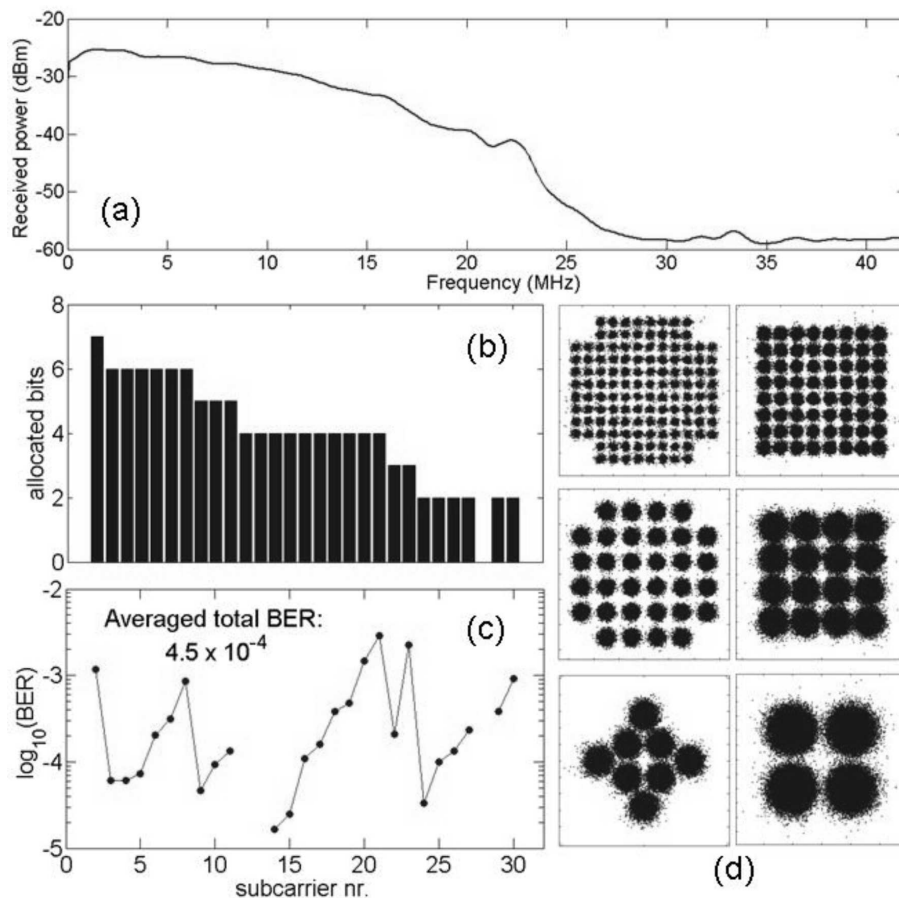 -20
-30
-40
-50
-60
Received power (dBm)
(a)
0 5 10 15 20 25 30 35 40
Frequency (MHz)
8
6
4
2
0
allocated bits
(b)
-2
-3
-4
-5
log10(BER)
Averaged total BER:
4.5 x 10^-4
(c)
0 5 10 15 20 25 30
subcarrier nr.
(d)